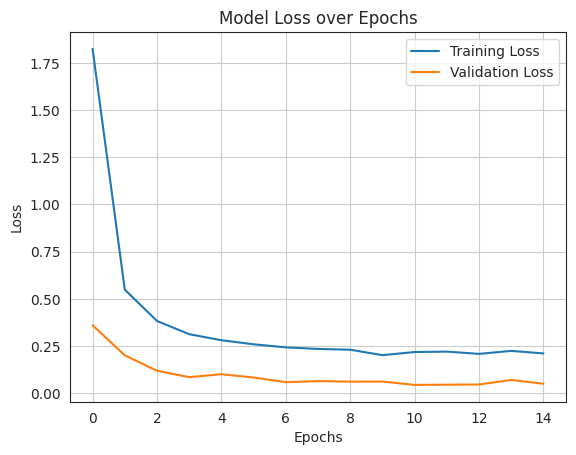 Model Loss over Epochs
Training Loss
Validation Loss
Loss
1.75
1.50
1.25
1.00
0.75
0.50
0.25
0.00
0 2 4 6 8 10 12 14
Epochs